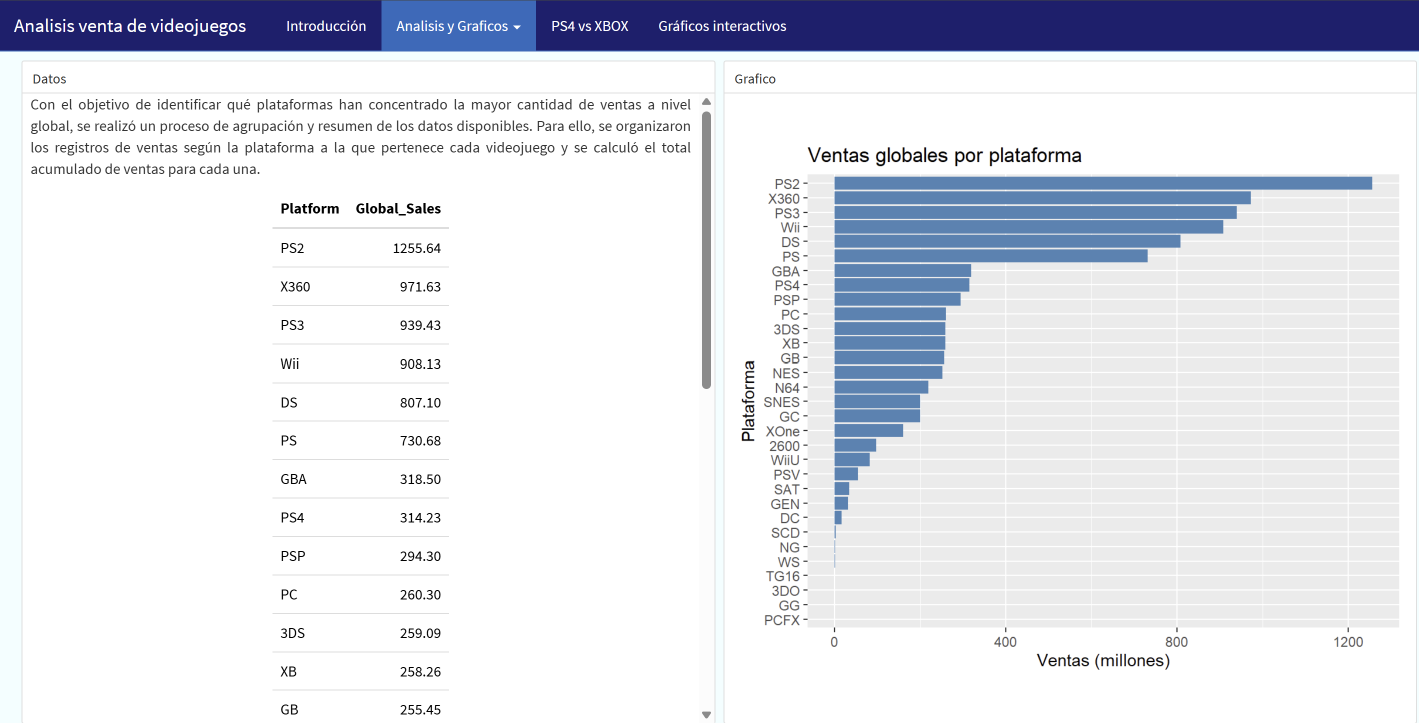 Analisis venta de videojuegos
Introducción
Analisis y Graficos
PS4 vs XBOX
Gráficos interactivos
Datos
Con el objetivo de identificar qué plataformas han concentrado la mayor cantidad de ventas a nivel
global, se realizó un proceso de agrupación y resumen de los datos disponibles. Para ello, se organizaron
los registros de ventas según la plataforma a la que pertenece cada videojuego y se calculó el total
acumulado de ventas para cada una.
Platform Global_Sales
PS2 1255.64
X360 971.63
PS3 939.43
Wii 908.13
DS 807.10
PS 730.68
GBA 318.50
PS4 314.23
PSP 294.30
PC 260.30
3DS 259.09
XB 258.26
GB 255.45
Grafico
Ventas globales por plataforma
Plataforma
PS2
X360
PS3
Wii
DS
PS
GBA
PS4
PSP
PC
3DS
XB
GB
NES
N64
SNES
GC
XOne
2600
WiiU
PSV
SAT
GEN
DC
SCD
NG
WS
TG16
3DO
GG
PCFX
0 400 800 1200
Ventas (millones)